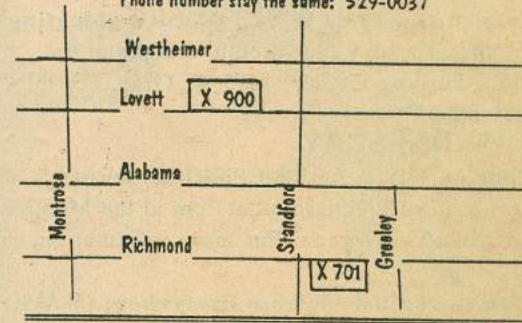 Phone number stay the same: 529-0037
Westheimer
Lovett
X 900
Alabama
Montrose
Standford
Greeley
Richmond
X 701